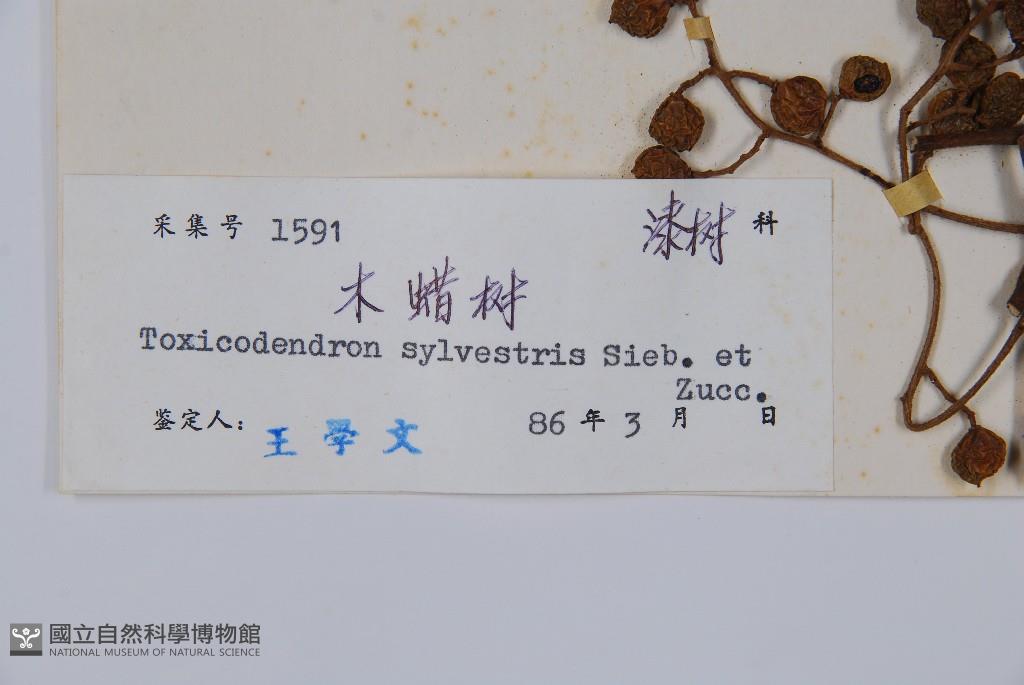 采集号 1591 漆树 科
木蜡树
Toxicodendron sylvestris Sieb. et
Zucc.
鉴定人: 王學文 86 年 3 月 日
國立自然科學博物館
NATIONAL MUSEUM OF NATURAL SCIENCE